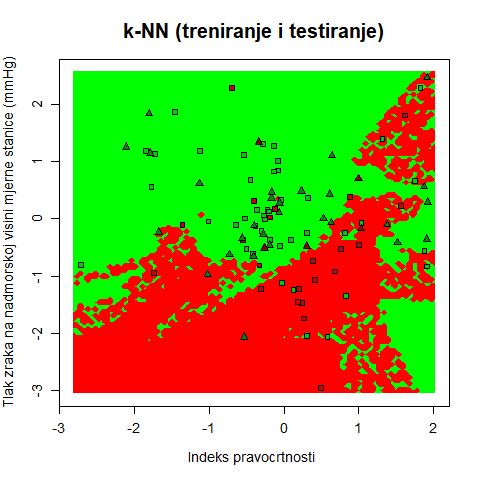 k-NN (treniranje i testiranje)
Tlak zraka na nadmorskoj visini mjerne stanice (mmHg)
2
1
0
-1
-2
-3
-3 -2 -1 0 1 2
Indeks pravocrtnosti